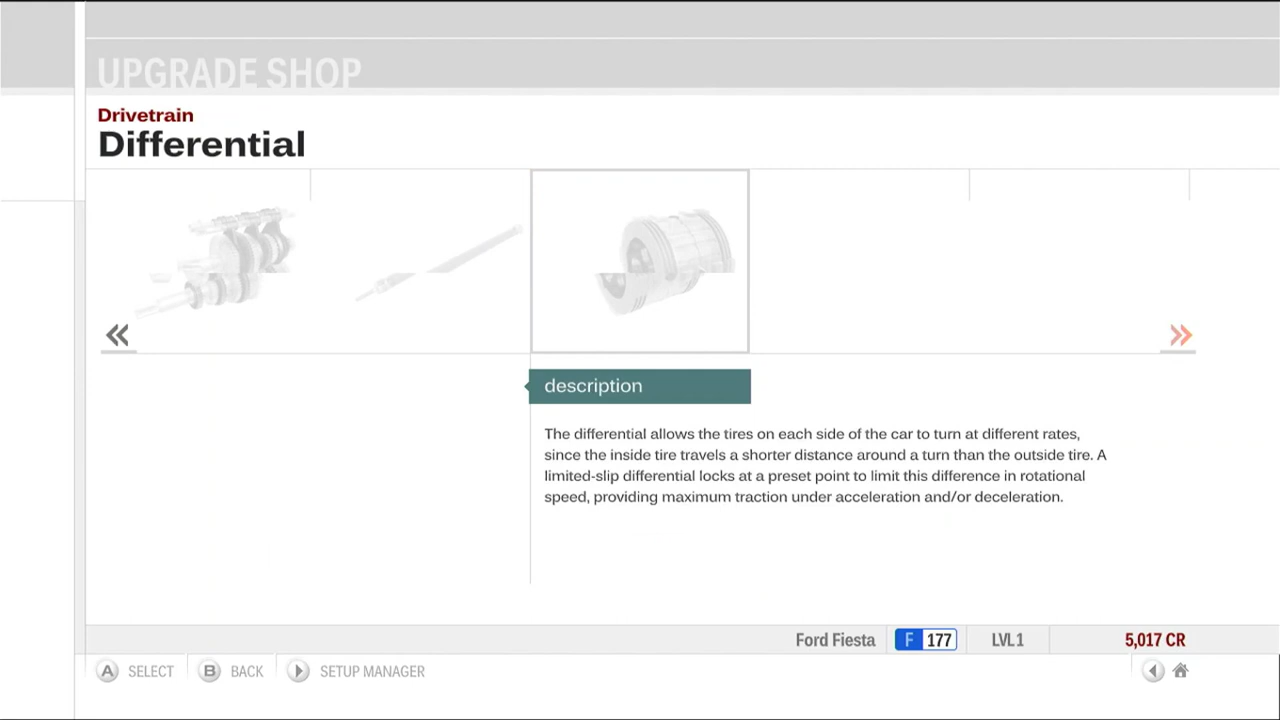 UPGRADE SHOP
Drivetrain
Differential
description
The differential allows the tires on each side of the car to turn at different rates,
since the inside tire travels a shorter distance around a turn than the outside tire. A
limited-slip differential locks at a preset point to limit this difference in rotational
speed, providing maximum traction under acceleration and/or deceleration.
Ford Fiesta F 177 LVL1 5,017 CR
A SELECT B BACK SETUP MANAGER